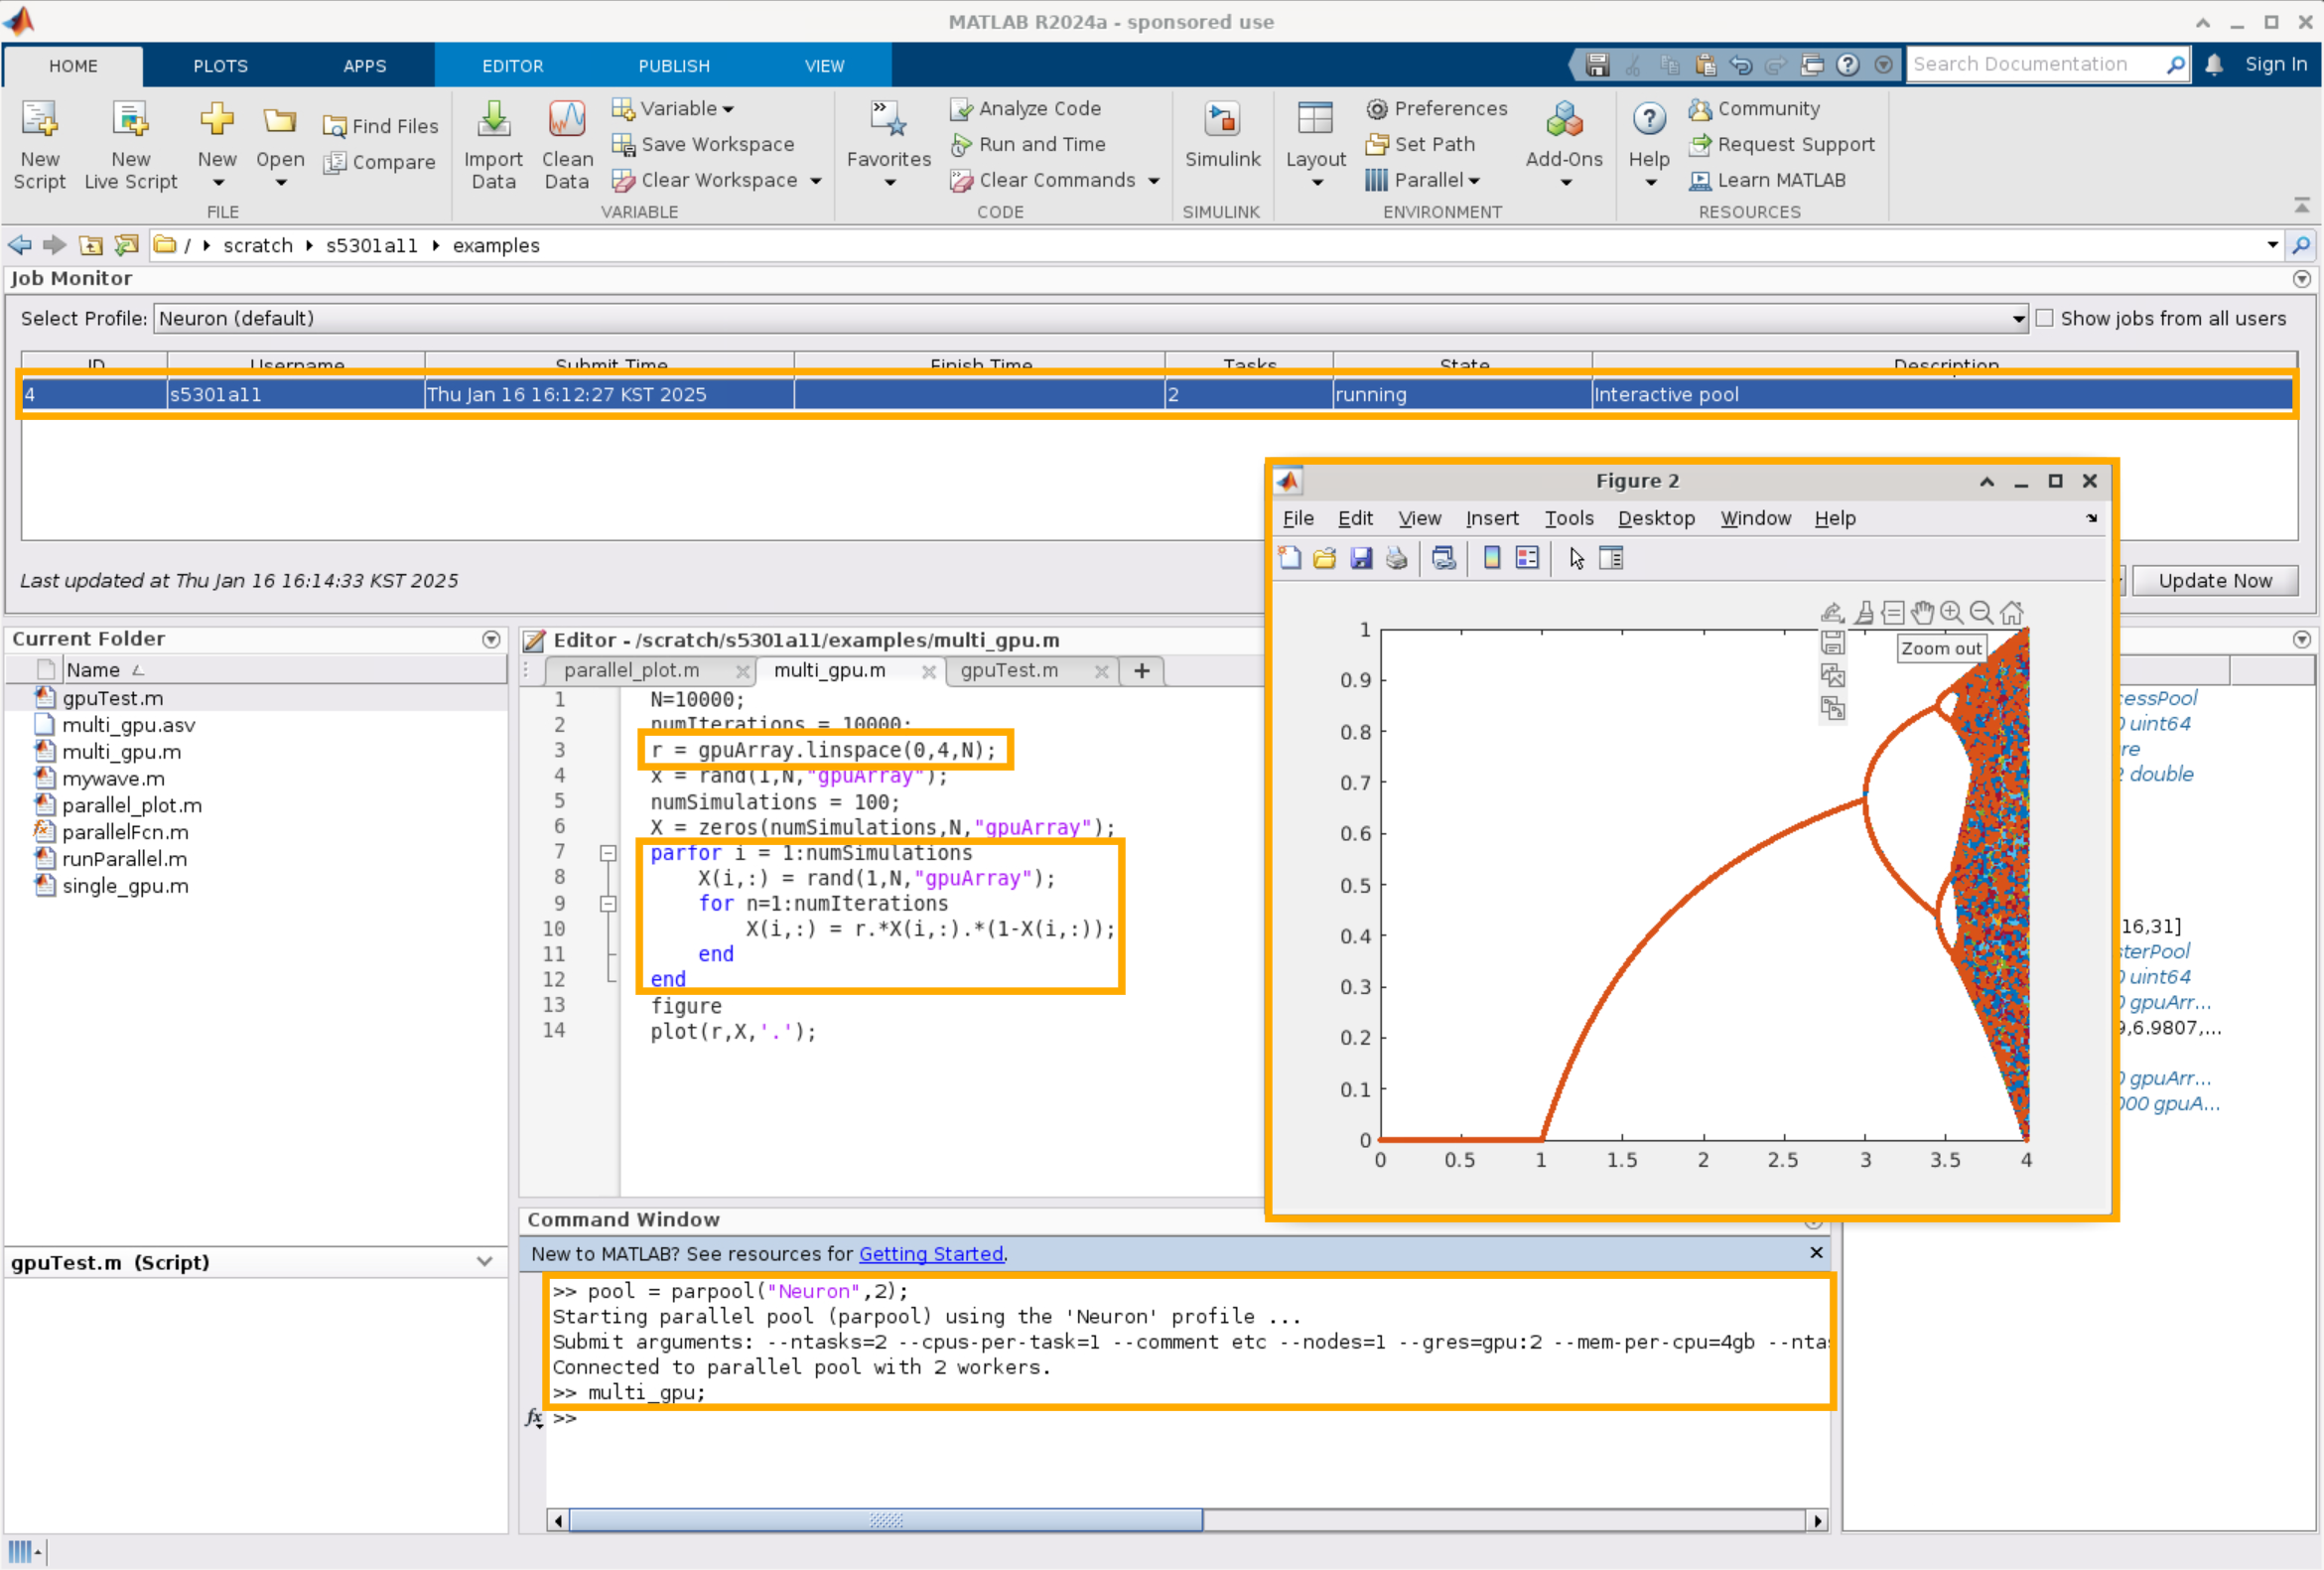 MATLAB R2024a - sponsored use
HOME PLOTS APPS EDITOR PUBLISH VIEW Search Documentation Sign In
New Script
New Live Script
New
Open
Find Files
Compare
FILE
Import Data
Clean Data
Variable
Save Workspace
Clear Workspace
VARIABLE
Favorites
Analyze Code
Run and Time
Clear Commands
CODE
Simulink
SIMULINK
Layout
Preferences
Set Path
Parallel
Add-Ons
ENVIRONMENT
Help
Community
Request Support
Learn MATLAB
RESOURCES
/ scratch s5301a11 examples
Job Monitor
Select Profile: Neuron (default) Show jobs from all users
ID Username Submit Time Finish Time Tasks State Description
4 s5301a11 Thu Jan 16 16:12:27 KST 2025 2 running Interactive pool
Last updated at Thu Jan 16 16:14:33 KST 2025
Update Now
Current Folder
Name
gpuTest.m
multi_gpu.asv
multi_gpu.m
mywave.m
parallel_plot.m
parallelFcn.m
runParallel.m
single_gpu.m
gpuTest.m (Script)
Editor - /scratch/s5301a11/examples/multi_gpu.m
parallel_plot.m multi_gpu.m gpuTest.m +
1 N=10000;
2 numIterations = 10000;
3 r = gpuArray.linspace(0,4,N);
4 x = rand(1,N,"gpuArray");
5 numSimulations = 100;
6 X = zeros(numSimulations,N,"gpuArray");
7 parfor i = 1:numSimulations
8 X(i,:) = rand(1,N,"gpuArray");
9 for n=1:numIterations
10 X(i,:) = r.*X(i,:).*(1-X(i,:));
11 end
12 end
13 figure
14 plot(r,X,'.');
Figure 2
File Edit View Insert Tools Desktop Window Help
Zoom out
1
0.9
0.8
0.7
0.6
0.5
0.4
0.3
0.2
0.1
0
0 0.5 1 1.5 2 2.5 3 3.5 4
cessPool
uint64
re
double
16,31]
sterPool
uint64
gpuArr...
9,6.9807,...
gpuArr...
000 gpuA...
Command Window
New to MATLAB? See resources for Getting Started.
>> pool = parpool("Neuron",2);
Starting parallel pool (parpool) using the 'Neuron' profile ...
Submit arguments: --ntasks=2 --cpus-per-task=1 --comment etc --nodes=1 --gres=gpu:2 --mem-per-cpu=4gb --nta
Connected to parallel pool with 2 workers.
>> multi_gpu;
fx >>